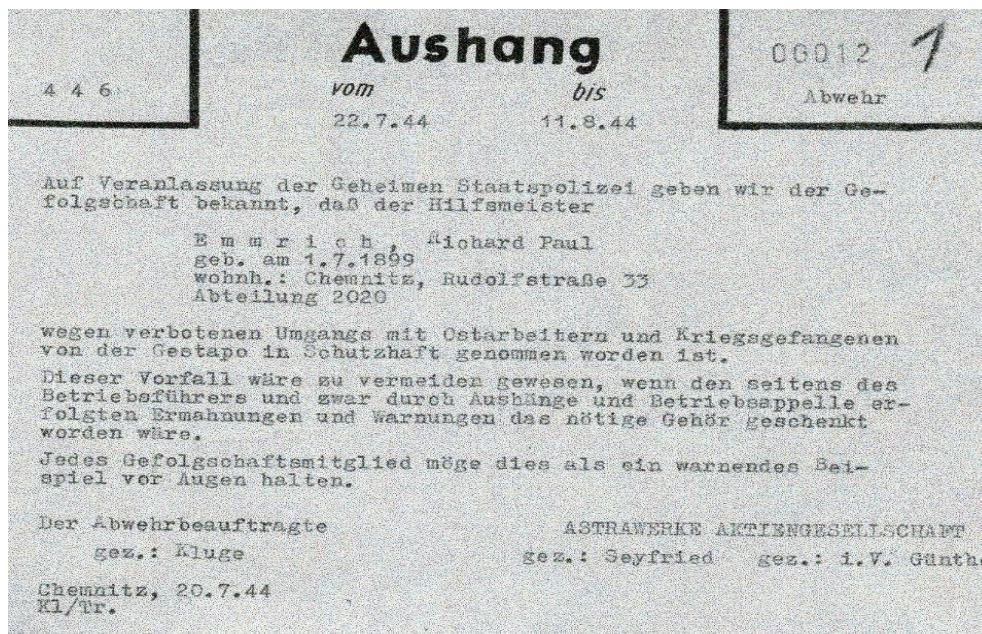 Aushang
446
vom bis
22.7.44 11.8.44
06012 1
Abwehr
Auf Veranlassung der Geheimen Staatspolizei geben wir der Ge-
folgschaft bekannt, daß der Hilfsmeister
E m m r i c h , Richard Paul
geb. am 1.7.1899
wohnh.: Chemnitz, Rudolfstraße 33
Abteilung 2020
wegen verbotenen Umgangs mit Ostarbeitern und Kriegsgefangenen
von der Gestapo in Schutzhaft genommen worden ist.
Dieser Vorfall wäre zu vermeiden gewesen, wenn den seitens des
Betriebsführers und zwar durch Aushänge und Betriebsappelle er-
folgten Ermahnungen und Warnungen das nötige Gehör geschenkt
worden wäre.
Jedes Gefolgschaftsmitglied möge dies als ein warnendes Bei-
spiel vor Augen halten.
Der Abwehrbeauftragte ASTRAWERKE AKTIENGESELLSCHAFT
gez.: Kluge gez.: Seyfried gez.: i.V. Günthe
Chemnitz, 20.7.44
Kl/Tr.